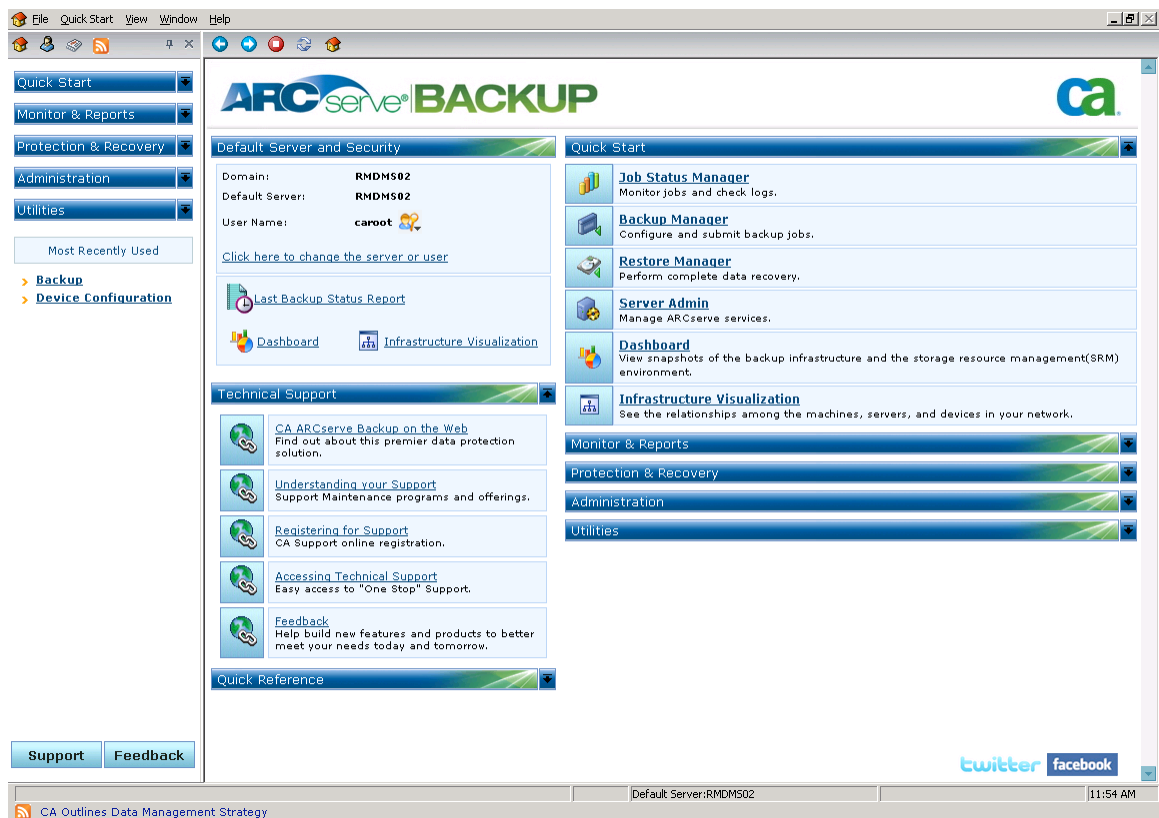 File Quick Start View Window Help
Quick Start
Monitor & Reports
Protection & Recovery
Administration
Utilities
Most Recently Used
Backup
Device Configuration
Support Feedback
ARCserve® BACKUP
ca.
Default Server and Security
Domain: RMDMS02
Default Server: RMDMS02
User Name: caroot
Click here to change the server or user
Last Backup Status Report
Dashboard Infrastructure Visualization
Technical Support
CA ARCserve Backup on the Web
Find out about this premier data protection
solution.
Understanding your Support
Support Maintenance programs and offerings.
Registering for Support
CA Support online registration.
Accessing Technical Support
Easy access to "One Stop" Support.
Feedback
Help build new features and products to better
meet your needs today and tomorrow.
Quick Reference
Quick Start
Job Status Manager
Monitor jobs and check logs.
Backup Manager
Configure and submit backup jobs.
Restore Manager
Perform complete data recovery.
Server Admin
Manage ARCserve services.
Dashboard
View snapshots of the backup infrastructure and the storage resource management(SRM)
environment.
Infrastructure Visualization
See the relationships among the machines, servers, and devices in your network.
Monitor & Reports
Protection & Recovery
Administration
Utilities
twitter facebook
Default Server:RMDMS02
11:54 AM
CA Outlines Data Management Strategy